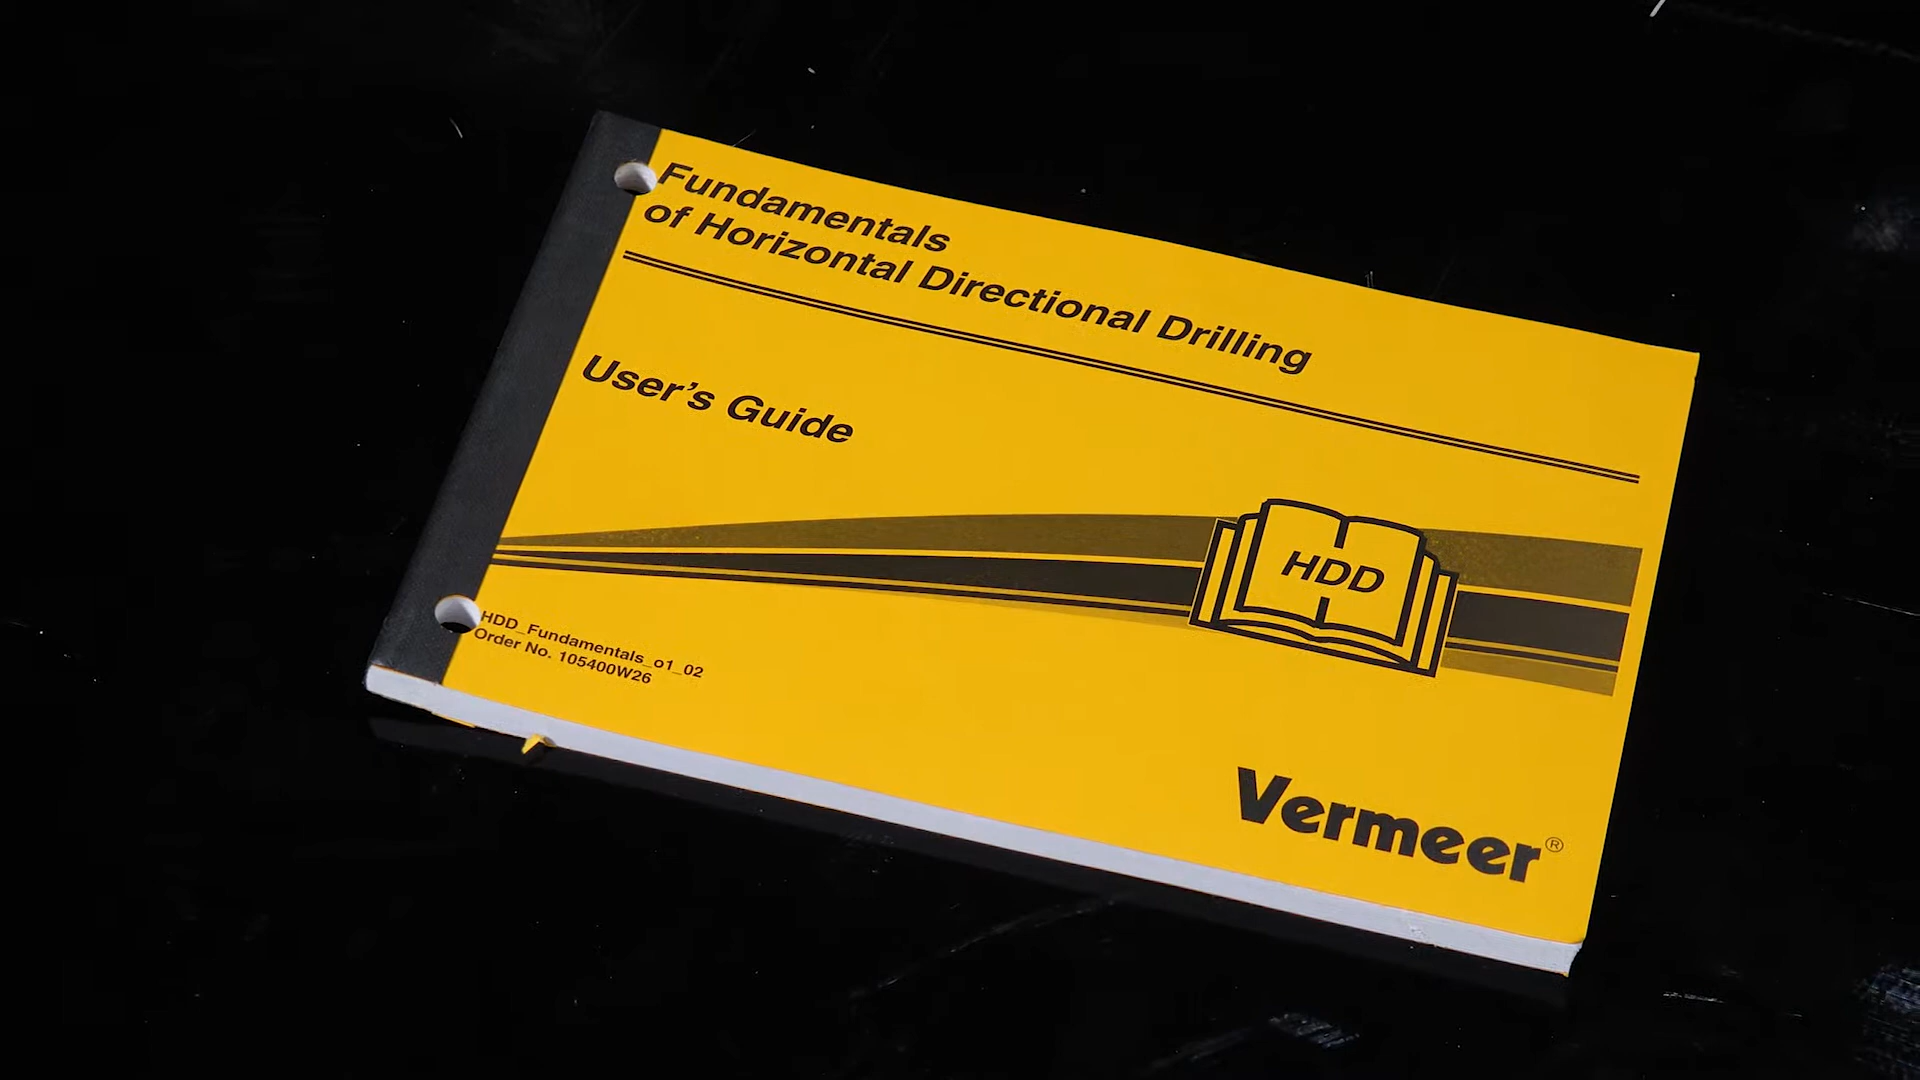 Fundamentals
of Horizontal Directional Drilling
User's Guide
HDD
HDD_Fundamentals_o1_02
Order No. 105400W26
Vermeer®